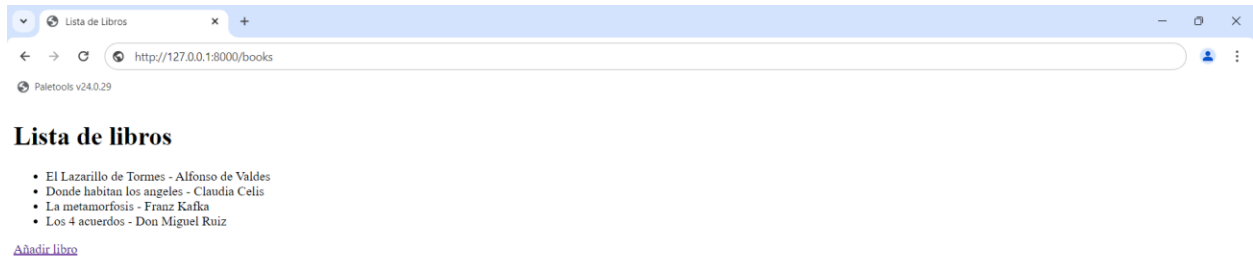 Lista de Libros
http://127.0.0.1:8000/books
Paletools v24.0.29
Lista de libros
El Lazarillo de Tormes - Alfonso de Valdes
Donde habitan los angeles - Claudia Celis
La metamorfosis - Franz Kafka
Los 4 acuerdos - Don Miguel Ruiz
Añadir libro